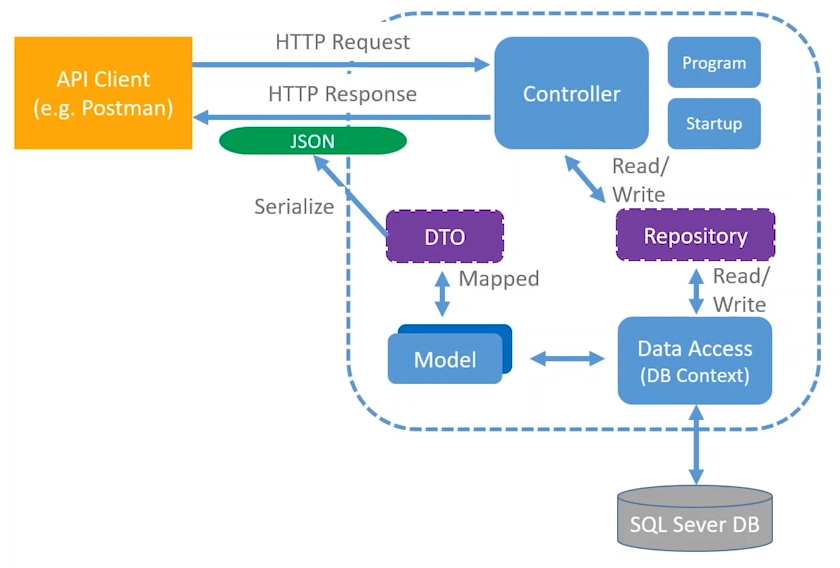 HTTP Request
API Client
(e.g. Postman)
HTTP Response
JSON
Controller
Program
Startup
Serialize
Read/
Write
DTO
Repository
Mapped
Read/
Write
Model
Data Access
(DB Context)
SQL Sever DB